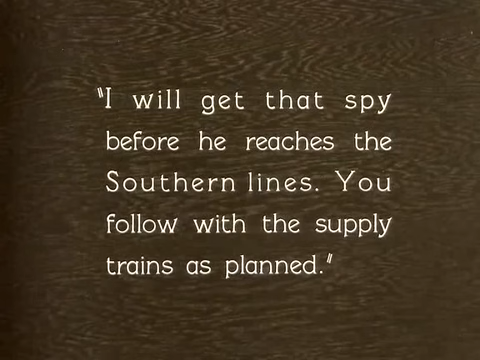 "I will get that spy
before he reaches the
Southern lines. You
follow with the supply
trains as planned."